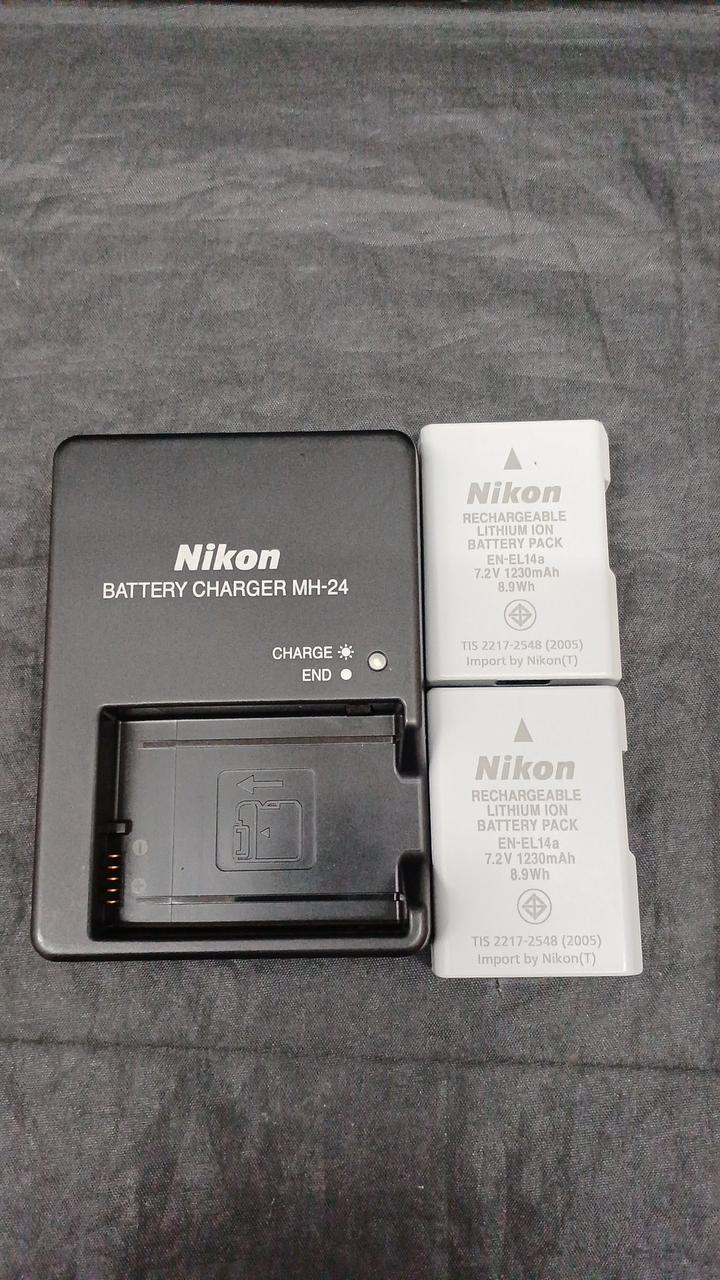 Nikon
BATTERY CHARGER MH-24
CHARGE
END
Nikon
RECHARGEABLE
LITHIUM ION
BATTERY PACK
EN-EL14a
7.2V 1230mAh
8.9Wh
TIS 2217-2548 (2005)
Import by Nikon(T)
Nikon
RECHARGEABLE
LITHIUM ION
BATTERY PACK
EN-EL14a
7.2V 1230mAh
8.9Wh
TIS 2217-2548 (2005)
Import by Nikon(T)